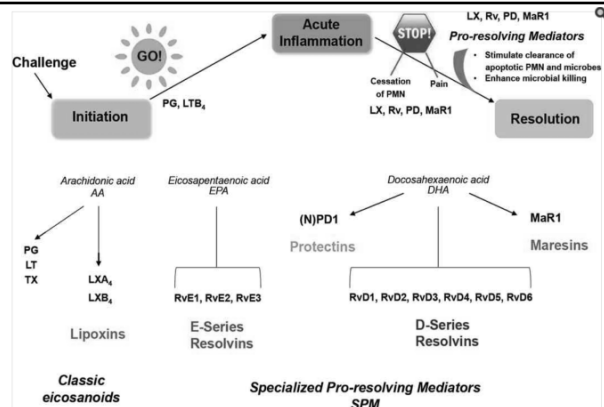 LX, Rv, PD, MaR1
Pro-resolving Mediators
• Stimulate clearance of
apoptotic PMN and microbes
• Enhance microbial killing
Acute
Inflammation
STOP!
GO!
Challenge
Cessation
of PMN
Pain
PG, LTB4
LX, Rv, PD, MaR1
Initiation
Resolution
Arachidonic acid
AA
Eicosapentaenoic acid
EPA
Docosahexaenoic acid
DHA
(N)PD1
MaR1
Protectins
Maresins
PG
LT
TX
LXA4
LXB4
RvE1, RvE2, RvE3
RvD1, RvD2, RvD3, RvD4, RvD5, RvD6
Lipoxins
E-Series
Resolvins
D-Series
Resolvins
Classic
eicosanoids
Specialized Pro-resolving Mediators
SPM